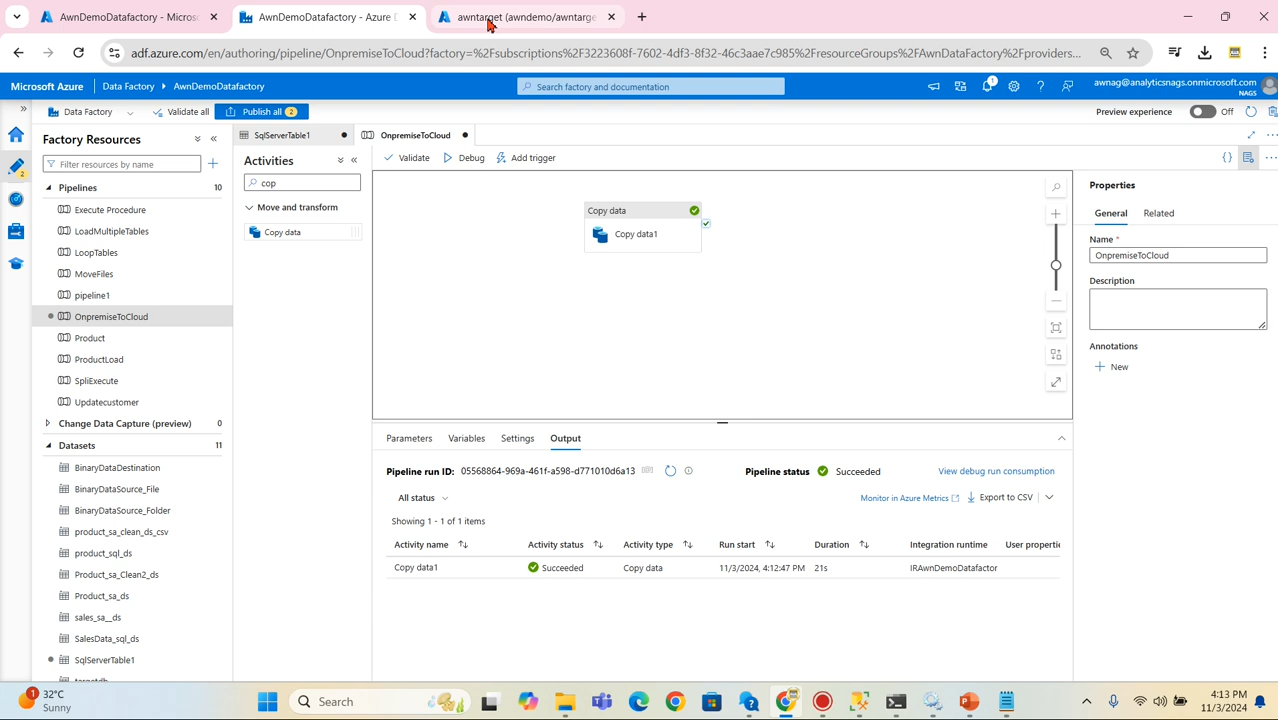 AwnDemoDatafactory - Microso
AwnDemoDatafactory - Azure D
awntarget (awndemo/awntarge
adf.azure.com/en/authoring/pipeline/OnpremiseToCloud?factory=%2Fsubscriptions%2F3223608f-7602-4df3-8f32-46c3aae7c985%2FresourceGroups%2FAwnDataFactory%2Fproviders...
Microsoft Azure
Data Factory
AwnDemoDatafactory
Search factory and documentation
1
awnag@analyticsnags.onmicrosoft.com
NAGS
Data Factory
Validate all
Publish all 2
Preview experience
Off
2
Factory Resources
Filter resources by name
Pipelines 10
Execute Procedure
LoadMultipleTables
LoopTables
MoveFiles
pipeline1
OnpremiseToCloud
Product
ProductLoad
SpliExecute
Updatecustomer
Change Data Capture (preview) 0
Datasets 11
BinaryDataDestination
BinaryDataSource_File
BinaryDataSource_Folder
product_sa_clean_ds_csv
product_sql_ds
Product_sa_Clean2_ds
Product_sa_ds
sales_sa__ds
SalesData_sql_ds
SqlServerTable1
SqlServerTable1
OnpremiseToCloud
Activities
cop
Move and transform
Copy data
Validate
Debug
Add trigger
Copy data
Copy data1
Properties
General
Related
Name *
OnpremiseToCloud
Description
Annotations
New
Parameters
Variables
Settings
Output
Pipeline run ID: 05568864-969a-461f-a598-d771010d6a13
Pipeline status Succeeded
View debug run consumption
All status
Monitor in Azure Metrics
Export to CSV
Showing 1 - 1 of 1 items
Activity name
Activity status
Activity type
Run start
Duration
Integration runtime
User propertie
Copy data1
Succeeded
Copy data
11/3/2024, 4:12:47 PM
21s
IRAwnDemoDatafactor
1
32°C
Sunny
Search
4:13 PM
11/3/2024